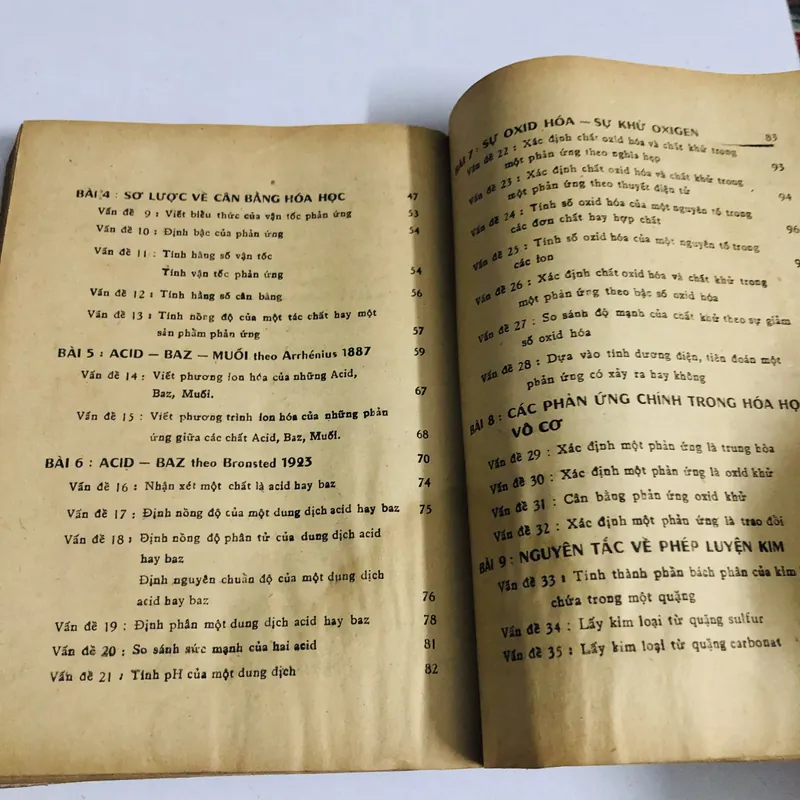 BÀI 4 : SƠ LƯỢC VỀ CÂN BẰNG HÓA HỌC 47
Vấn đề 9 : Viết biểu thức của vận tốc phản ứng 53
Vấn đề 10 : Định bậc của phản ứng 54
Vấn đề 11 : Tính hằng số vận tốc
Tính vận tốc phản ứng 54
Vấn đề 12 : Tính hằng số cân bằng 56
Vấn đề 13 : Tính nồng độ của một tác chất hay một
sản phẩm phản ứng 57
BÀI 5 : ACID — BAZ — MUỐI theo Arrhénius 1887 59
Vấn đề 14 : Viết phương ion hóa của những Acid,
Baz, Muối. 67
Vấn đề 15 : Viết phương trình ion hóa của những phản
ứng giữa các chất Acid, Baz, Muối. 68
BÀI 6 : ACID — BAZ theo Bronsted 1923 70
Vấn đề 16 : Nhận xét một chất là acid hay baz 74
Vấn đề 17 : Định nồng độ của một dung dịch acid hay baz 75
Vấn đề 18 : Định nồng độ phân tử của dung dịch acid
hay baz
Định nguyên chuẩn độ của một dung dịch
acid hay baz 76
Vấn đề 19 : Định phân một dung dịch acid hay baz 78
Vấn đề 20 : So sánh sức mạnh của hai acid 81
Vấn đề 21 : Tính pH của một dung dịch 82
BÀI 7 : SỰ OXID HÓA — SỰ KHỬ OXIGEN 83
Vấn đề 22 : Xác định chất oxid hóa và chất khử trong
một phản ứng theo nghĩa hẹp 93
Vấn đề 23 : Xác định chất oxid hóa và chất khử trong
một phản ứng theo thuyết điện tử 94
Vấn đề 24 : Tính số oxid hóa của một nguyên tố trong
các đơn chất hay hợp chất 96
Vấn đề 25 : Tính số oxid hóa của một nguyên tố trong
các ion 9
Vấn đề 26 : Xác định chất oxid hóa và chất khử trong
một phản ứng theo bậc số oxid hóa
Vấn đề 27 : So sánh độ mạnh của chất khử theo sự giảm
số oxid hóa
Vấn đề 28 : Dựa vào tính dương điện, tiên đoán một
phản ứng có xảy ra hay không
BÀI 8 : CÁC PHẢN ỨNG CHÍNH TRONG HÓA HỌ
VÔ CƠ
Vấn đề 29 : Xác định một phản ứng là trung hòa
Vấn đề 30 : Xác định một phản ứng là oxid khử
Vấn đề 31 : Cân bằng phản ứng oxid khử
Vấn đề 32 : Xác định một phản ứng là trao đổi
BÀI 9 : NGUYÊN TẮC VỀ PHÉP LUYỆN KIM
Vấn đề 33 : Tính thành phần bách phân của kim
chứa trong một quặng
Vấn đề 34 : Lấy kim loại từ quặng sulfur
Vấn đề 35 : Lấy kim loại từ quặng carbonat